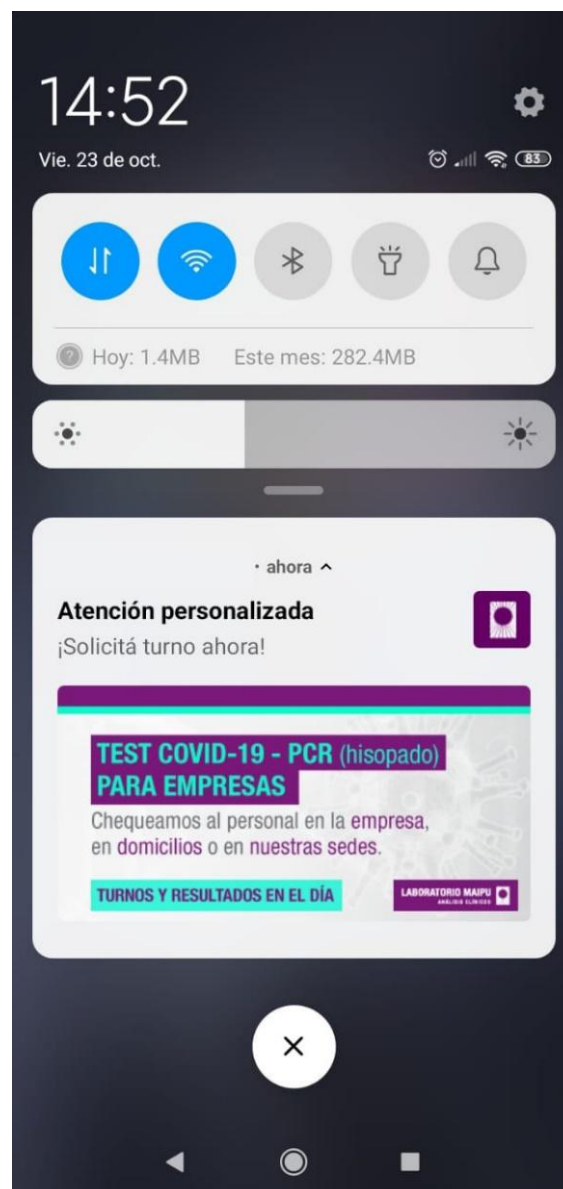 14:52
Vie. 23 de oct.
83
Hoy: 1.4MB Este mes: 282.4MB
· ahora
Atención personalizada
¡Solicitá turno ahora!
TEST COVID-19 - PCR (hisopado)
PARA EMPRESAS
Chequeamos al personal en la empresa,
en domicilios o en nuestras sedes.
TURNOS Y RESULTADOS EN EL DÍA
LABORATORIO MAIPU
ANÁLISIS CLÍNICOS